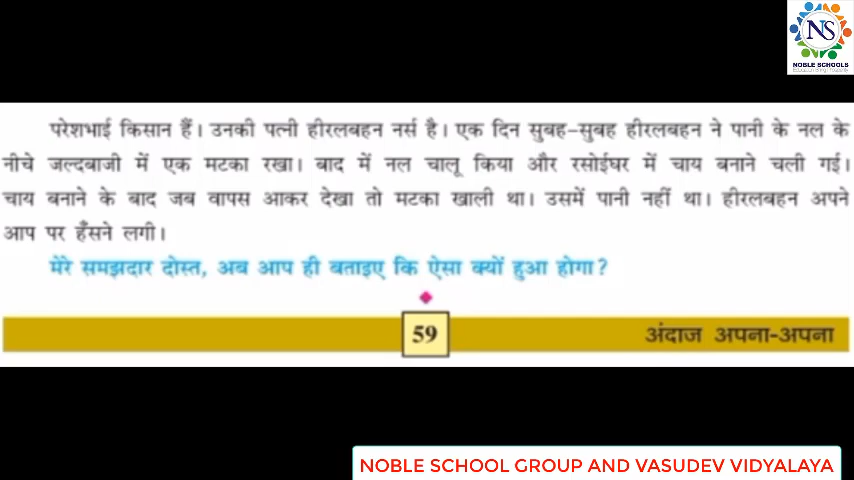 NS
NOBLE SCHOOLS
परेशभाई किसान हैं। उनकी पत्नी हीरलबहन नर्स है। एक दिन सुबह-सुबह हीरलबहन ने पानी के नल के
नीचे जल्दबाजी में एक मटका रखा। बाद में नल चालू किया और रसोईघर में चाय बनाने चली गई।
चाय बनाने के बाद जब वापस आकर देखा तो मटका खाली था। उसमें पानी नहीं था। हीरलबहन अपने
आप पर हँसने लगी।
मेरे समझदार दोस्त, अब आप ही बताइए कि ऐसा क्यों हुआ होगा?
59
अंदाज अपना-अपना
NOBLE SCHOOL GROUP AND VASUDEV VIDYALAYA